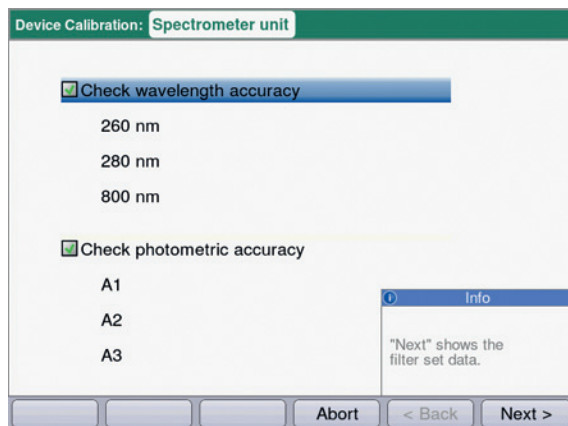 Device Calibration: Spectrometer unit
Check wavelength accuracy
260 nm
280 nm
800 nm
Check photometric accuracy
A1
A2
A3
Info
"Next" shows the
filter set data.
Abort
< Back
Next >